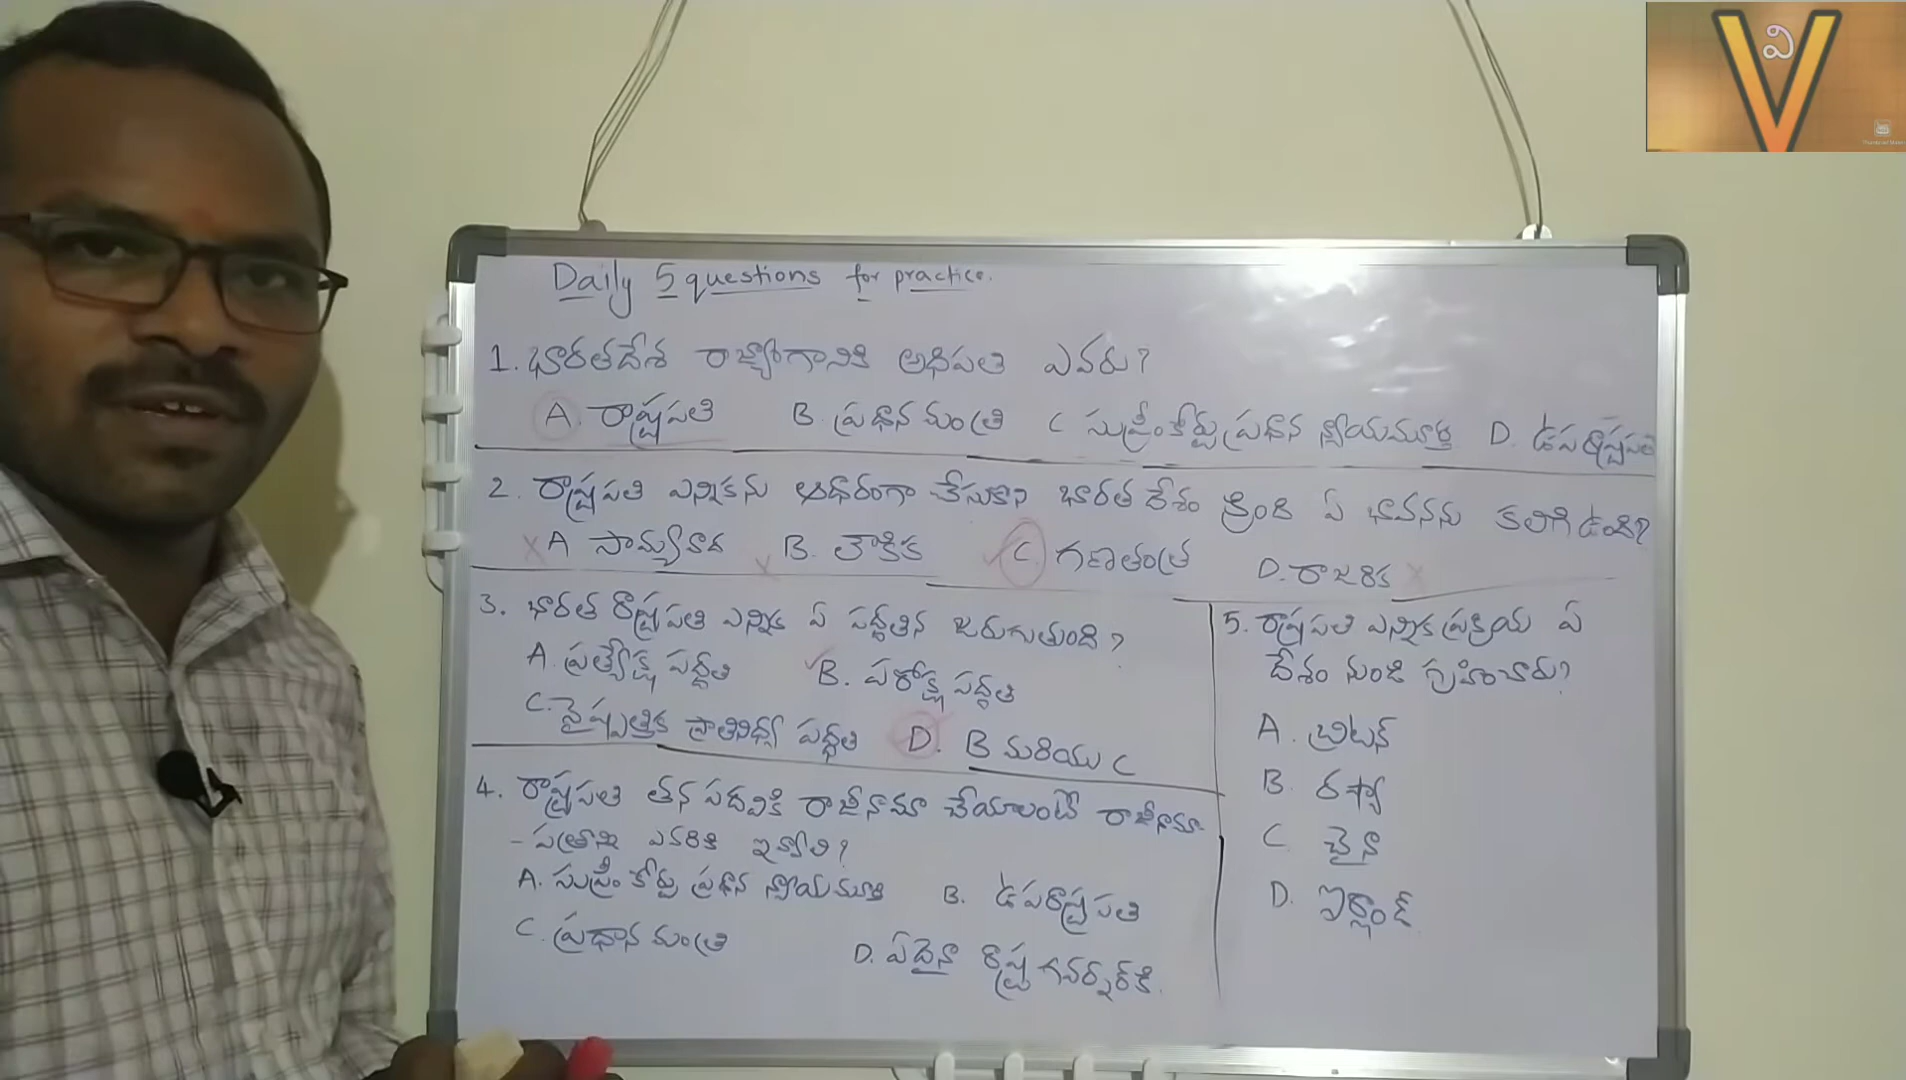 వి
V
Daily 5 questions for practice.
1. భారతదేశ రాజ్యాంగానికి అధిపతి ఎవరు?
A. రాష్ట్రపతి B. ప్రధాన మంత్రి C సుప్రీంకోర్టు ప్రధాన న్యాయమూర్తి D. ఉపరాష్ట్రపతి
2. రాష్ట్రపతి ఎన్నికను ఆధారంగా చేసుకొని భారత దేశం క్రింది ఏ భావనను కలిగి ఉంది?
A సామ్యవాద B. లౌకిక C గణతంత్ర D. రాజరిక
3. భారత రాష్ట్రపతి ఎన్నిక ఏ పద్ధతిన జరుగుతుంది?
A. ప్రత్యేక్ష పద్ధతి B. పరోక్ష పద్ధతి
C. నైష్పత్తిక ప్రాతినిధ్య పద్ధతి D. B మరియు C
4. రాష్ట్రపతి తన పదవికి రాజీనామా చేయాలంటే రాజీనామా
- పత్రాన్ని ఎవరికి ఇవ్వాలి?
A. సుప్రీం కోర్టు ప్రధాన న్యాయమూర్తి B. ఉపరాష్ట్రపతి
C. ప్రధాన మంత్రి D. ఏదైనా రాష్ట్ర గవర్నర్‌కి.
5. రాష్ట్రపతి ఎన్నిక ప్రక్రియ ఏ
దేశం నుండి గ్రహించారు?
A. బ్రిటన్
B. రష్యా
C చైనా
D. ఐర్లాండ్